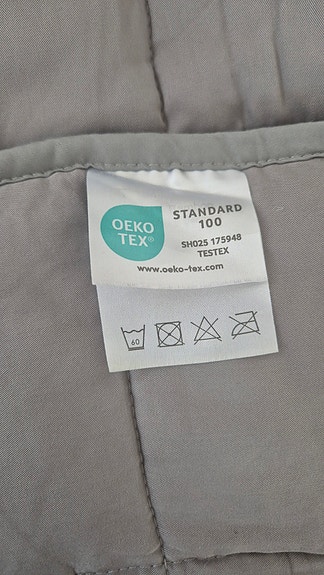 OEKO
TEX®
STANDARD
100
SH025 175948
TESTEX
www.oeko-tex.com
60